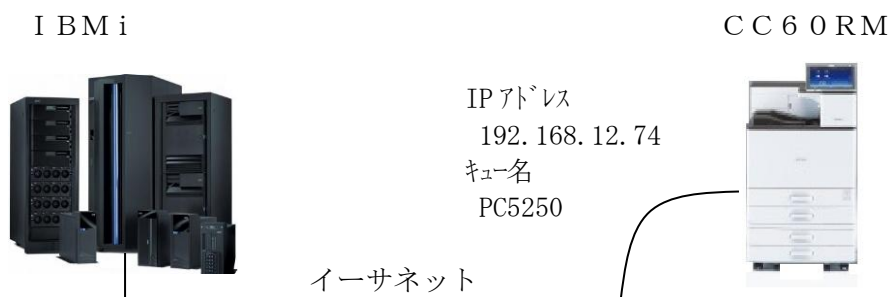 ＩＢＭｉ
ＣＣ６０ＲＭ
IP ｱﾄﾞﾚｽ
192.168.12.74
ｷｭｰ名
PC5250
イーサネット